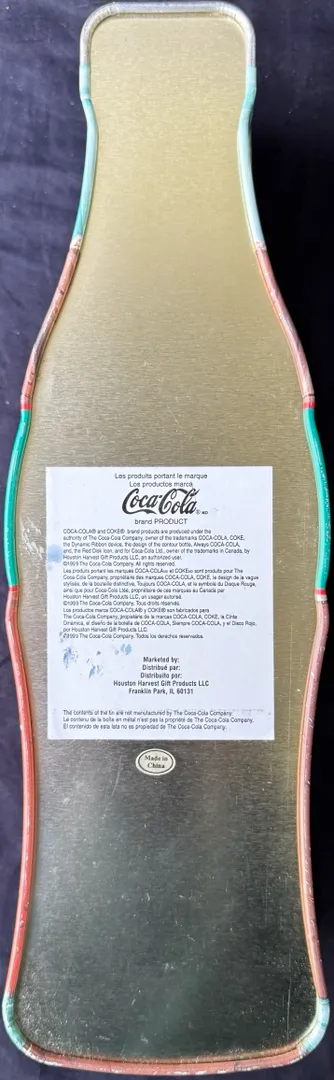 Les produits portant le marque
Los productos marca
Coca-Cola® MD
brand PRODUCT
COCA-COLA® and COKE® brand products are produced under the
authority of The Coca-Cola Company, owner of the trademarks COCA-COLA, COKE,
the Dynamic Ribbon device, the design of the contour bottle, Always COCA-COLA,
and, the Red Disk Icon, and for Coca-Cola Ltd., owner of the trademarks in Canada, by
Houston Harvest Gift Products LLC, an authorized user.
©1999 The Coca-Cola Company. All rights reserved.
Les produits portant les marques COCA-COLA MD et COKE MD sont produits pour The
Coca-Cola Company, propriétaire des marques COCA-COLA, COKE, le design de la vague
stylisée, de la bouteille distinctive, Toujours COCA-COLA, et le symbole du Disque Rouge,
ainsi que pour Coca-Cola Ltée, propriétaire de ces marques au Canada par
Houston Gift Products LLC, un usager autorisé.
©1999 The Coca-Cola Company. Tous droits réservés.
Los productos marca COCA-COLA® y COKE® son fabricados para
The Coca-Cola Company, propietaria de las marcas COCA-COLA, COKE, la Cinta
Dinámica, el diseño de la botella de COCA-COLA, Siempre COCA-COLA, y el Disco Rojo,
por Houston Harvest Gift Products LLC.
©1999 The Coca-Cola Company. Todos los derechos reservados.
Marketed by:
Distribué par:
Distribuito por:
Houston Harvest Gift Products LLC
Franklin Park, IL 60131
The contents of the tin are not manufactured by The Coca-Cola Company.
Le contenu de la boîte en métal n'est pas la propriété de The Coca-Cola Company.
El contenido de esta lata no es propiedad de The Coca-Cola Company.
Made in
China